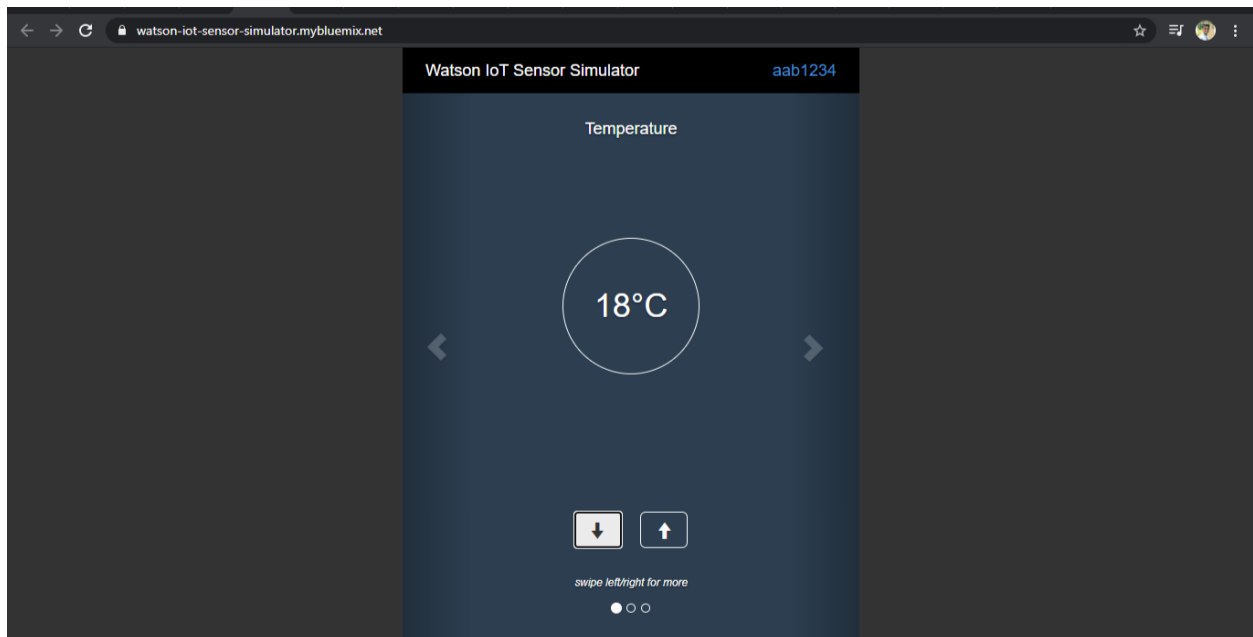 watson-iot-sensor-simulator.mybluemix.net
Watson IoT Sensor Simulator aab1234
Temperature
18°C
swipe left/right for more